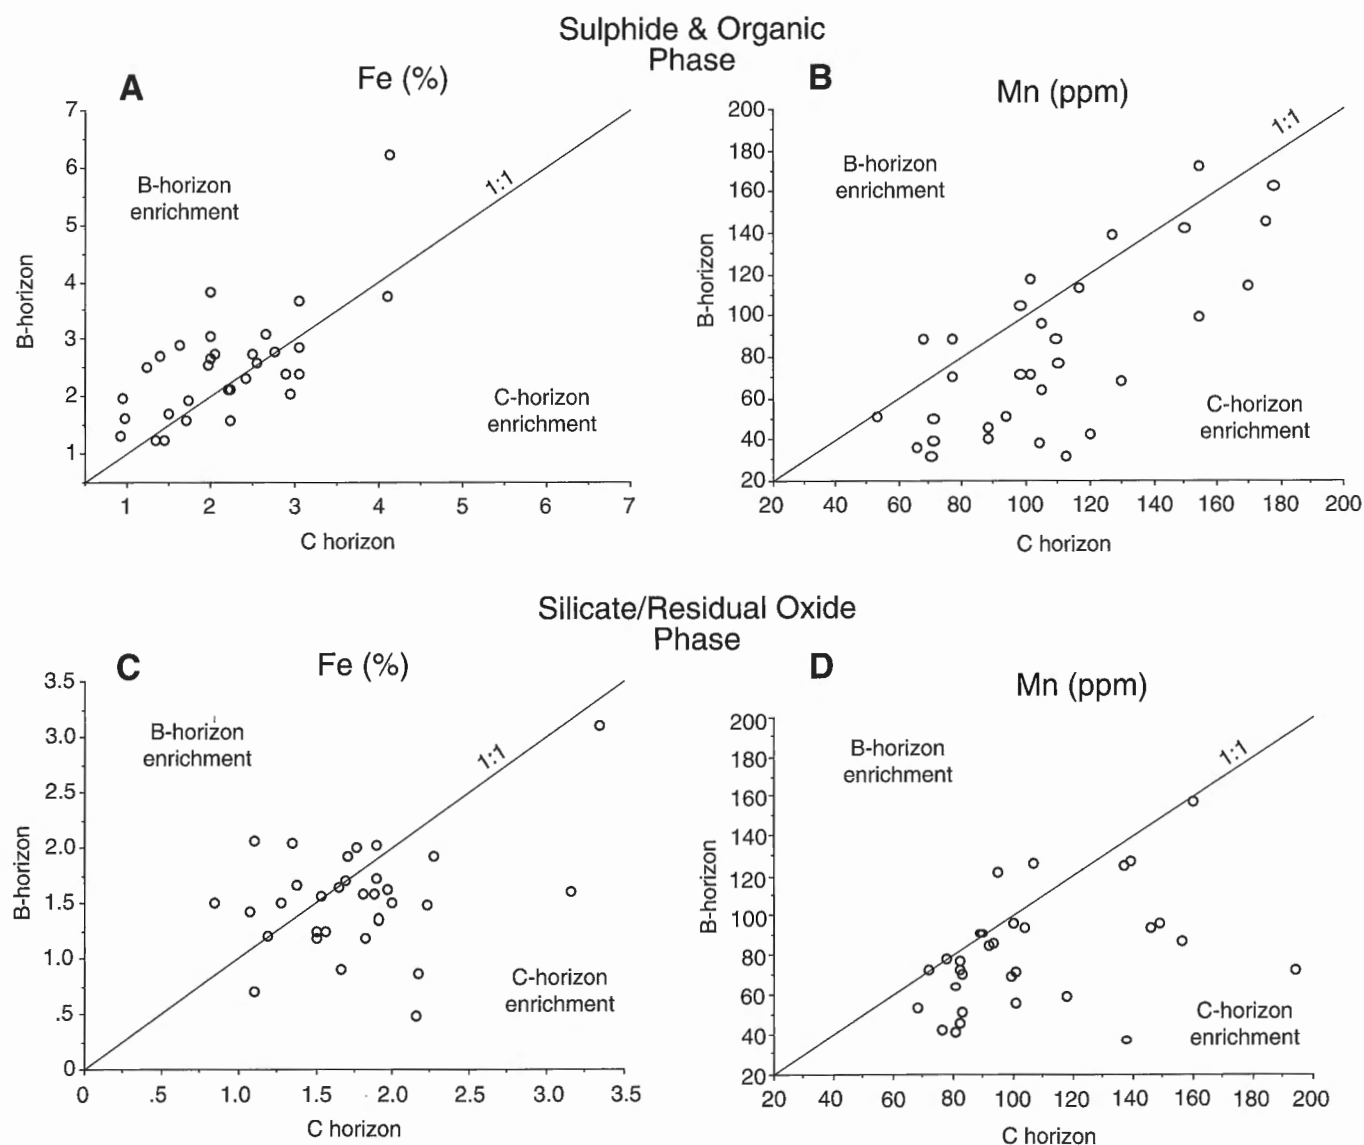 Sulphide & Organic
Phase
A
Fe (%)
7
6
5
4
3
2
1
B-horizon
B-horizon
enrichment
1:1
C-horizon
enrichment
1
2
3
4
5
6
7
C horizon
B
Mn (ppm)
200
180
160
140
120
100
80
60
40
20
B-horizon
B-horizon
enrichment
1:1
C-horizon
enrichment
20
40
60
80
100
120
140
160
180
200
C horizon
Silicate/Residual Oxide
Phase
C
Fe (%)
3.5
3.0
2.5
2.0
1.5
1.0
.5
0
B-horizon
B-horizon
enrichment
1:1
C-horizon
enrichment
0
.5
1.0
1.5
2.0
2.5
3.0
3.5
C horizon
D
Mn (ppm)
200
180
160
140
120
100
80
60
40
20
B-horizon
B-horizon
enrichment
1:1
C-horizon
enrichment
20
40
60
80
100
120
140
160
180
200
C horizon